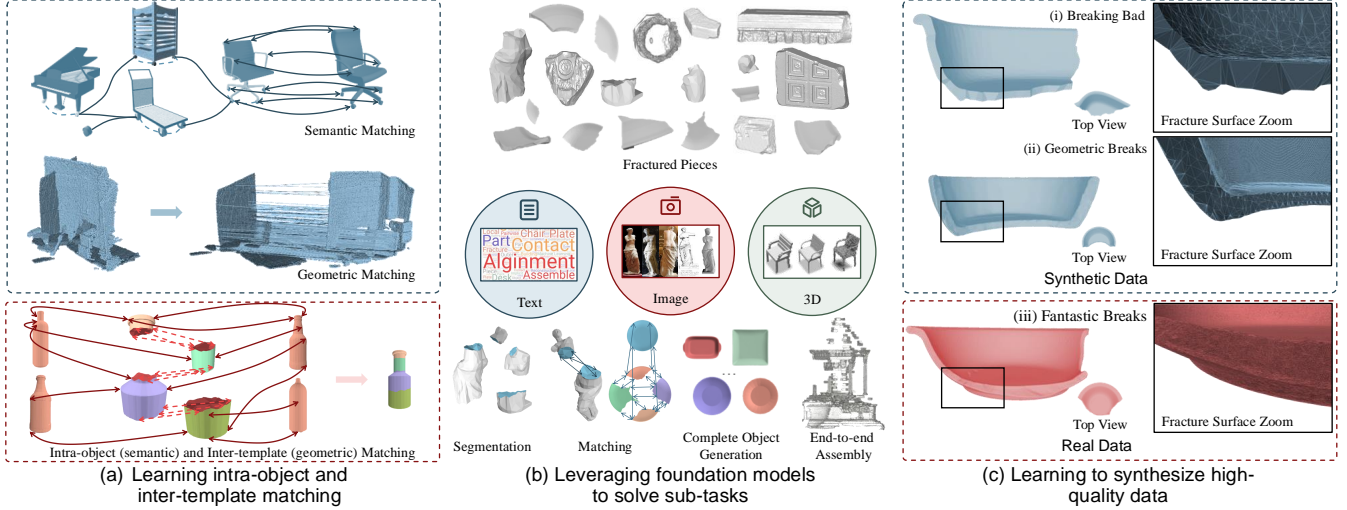 Semantic Matching
Geometric Matching
Intra-object (semantic) and Inter-template (geometric) Matching
(a) Learning intra-object and
inter-template matching
Fractured Pieces
Local
Chair-Plate
Part
Contact
Fracture
Alginment
Desk
Assemble
Text
Image
3D
...
Segmentation
Matching
Complete Object
Generation
End-to-end
Assembly
(b) Leveraging foundation models
to solve sub-tasks
(i) Breaking Bad
Top View
Fracture Surface Zoom
(ii) Geometric Breaks
Top View
Fracture Surface Zoom
Synthetic Data
(iii) Fantastic Breaks
Top View
Fracture Surface Zoom
Real Data
(c) Learning to synthesize high-
quality data